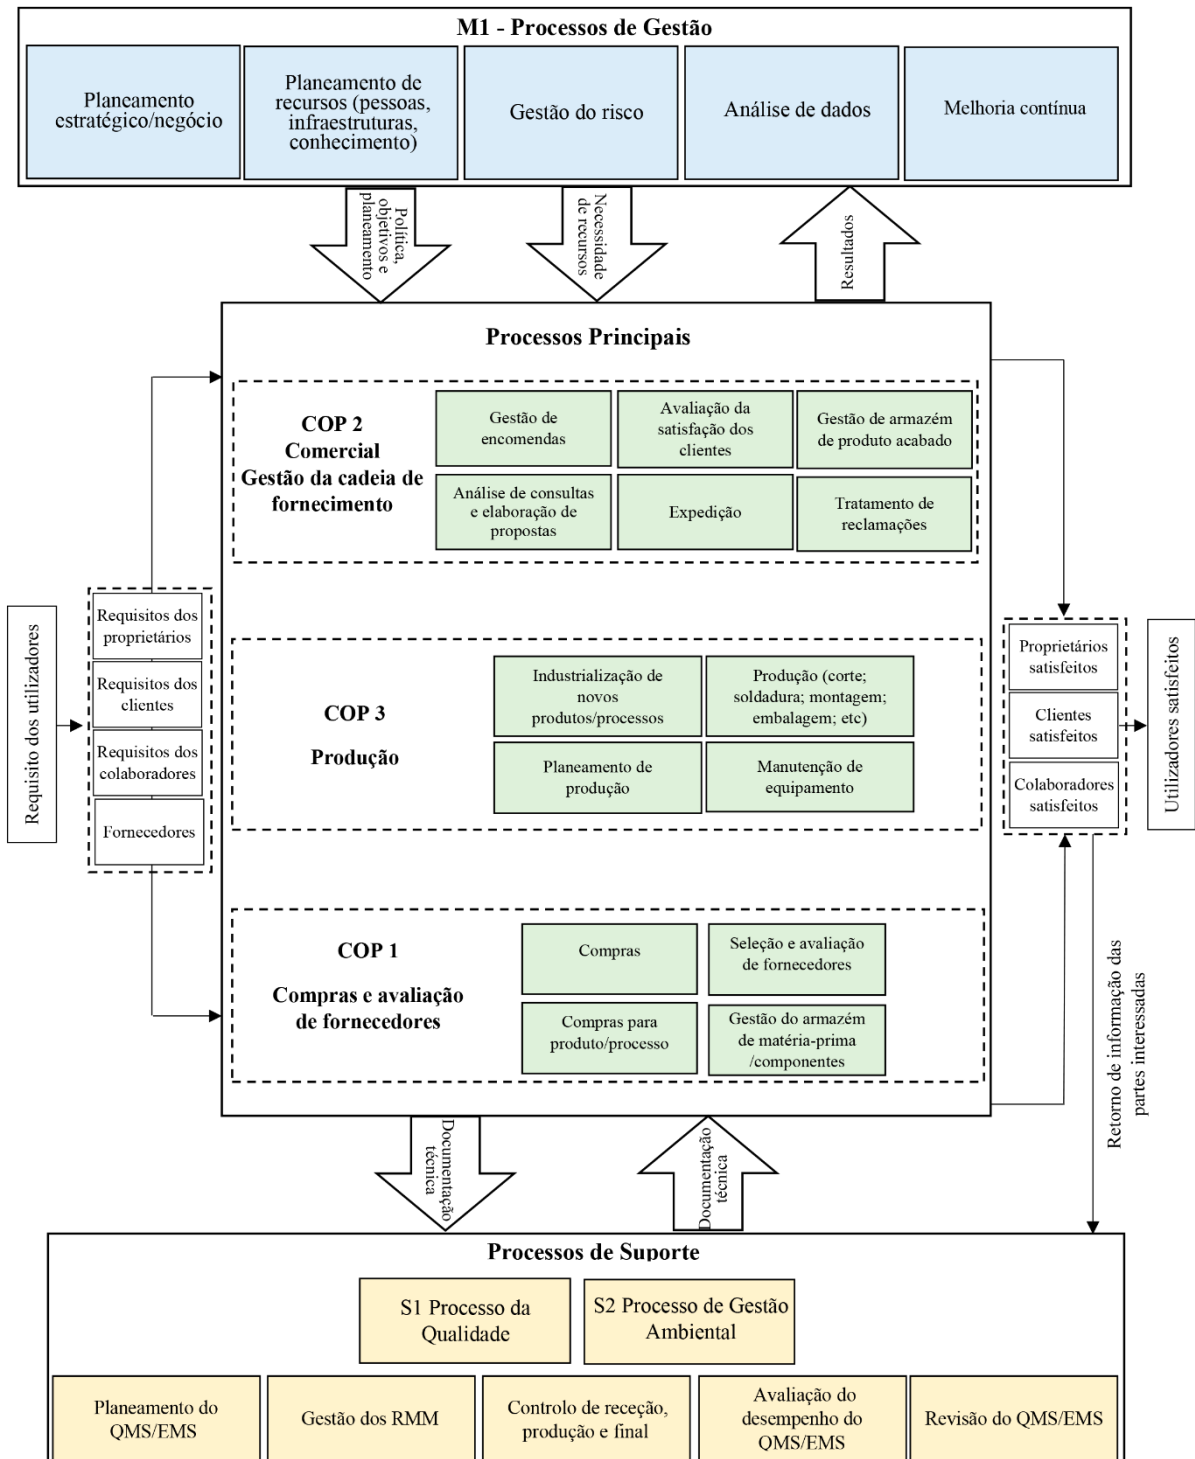 M1 - Processos de Gestão
Planeamento
estratégico/negócio
Planeamento de
recursos (pessoas,
infraestruturas,
conhecimento)
Gestão do risco
Análise de dados
Melhoria contínua
Política,
objetivos e
planeamento
Necessidade
de recursos
Resultados
Processos Principais
COP 2
Comercial
Gestão da cadeia de
fornecimento
Gestão de
encomendas
Avaliação da
satisfação dos
clientes
Gestão de armazém
de produto acabado
Análise de consultas
e elaboração de
propostas
Expedição
Tratamento de
reclamações
Requisito dos utilizadores
Requisitos dos
proprietários
Requisitos dos
clientes
Requisitos dos
colaboradores
Fornecedores
COP 3
Produção
Industrialização de
novos
produtos/processos
Produção (corte;
soldadura; montagem;
embalagem; etc)
Planeamento de
produção
Manutenção de
equipamento
Proprietários
satisfeitos
Clientes
satisfeitos
Colaboradores
satisfeitos
Utilizadores satisfeitos
COP 1
Compras e avaliação
de fornecedores
Compras
Seleção e avaliação
de fornecedores
Compras para
produto/processo
Gestão do armazém
de matéria-prima
/componentes
Retorno de informação das
partes interessadas
Documentação
técnica
Documentação
técnica
Processos de Suporte
S1 Processo da
Qualidade
S2 Processo de Gestão
Ambiental
Planeamento do
QMS/EMS
Gestão dos RMM
Controlo de receção,
produção e final
Avaliação do
desempenho do
QMS/EMS
Revisão do QMS/EMS